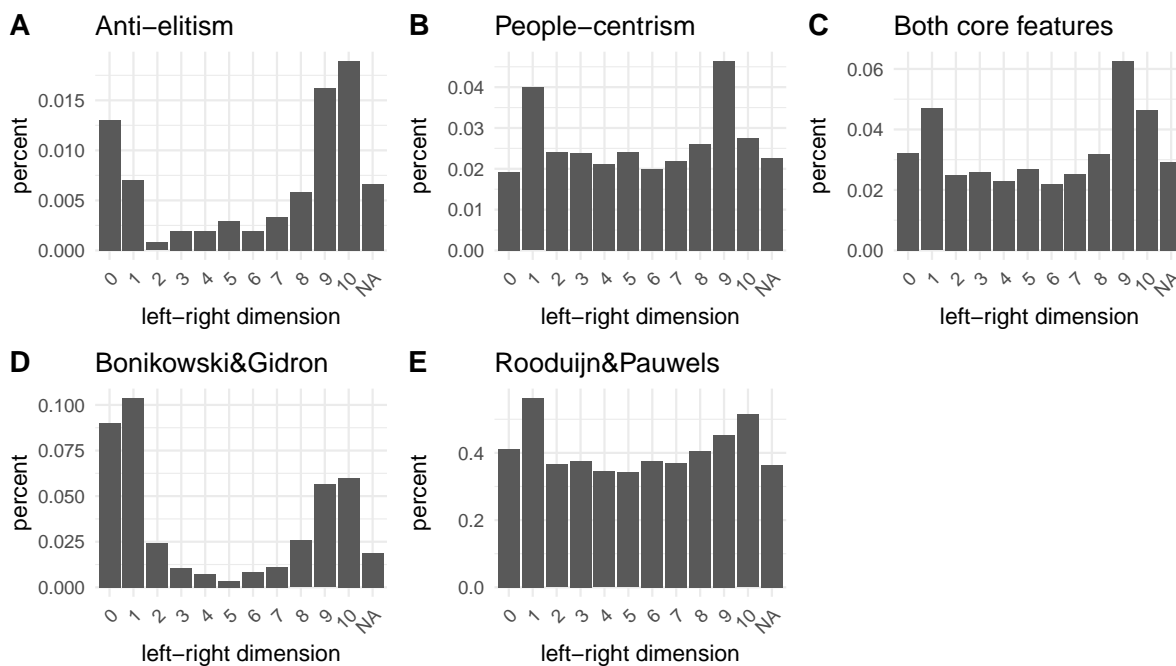 A Anti−elitism
percent
0.015
0.010
0.005
0.000
0 1 2 3 4 5 6 7 8 9 10 NA
left−right dimension
B People−centrism
percent
0.04
0.03
0.02
0.01
0.00
0 1 2 3 4 5 6 7 8 9 10 NA
left−right dimension
C Both core features
percent
0.06
0.04
0.02
0.00
0 1 2 3 4 5 6 7 8 9 10 NA
left−right dimension
D Bonikowski&Gidron
percent
0.100
0.075
0.050
0.025
0.000
0 1 2 3 4 5 6 7 8 9 10 NA
left−right dimension
E Rooduijn&Pauwels
percent
0.4
0.2
0.0
0 1 2 3 4 5 6 7 8 9 10 NA
left−right dimension